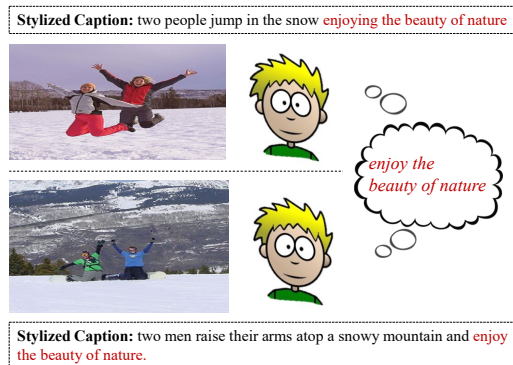 Stylized Caption: two people jump in the snow enjoying the beauty of nature
enjoy the
beauty of nature
Stylized Caption: two men raise their arms atop a snowy mountain and enjoy
the beauty of nature.